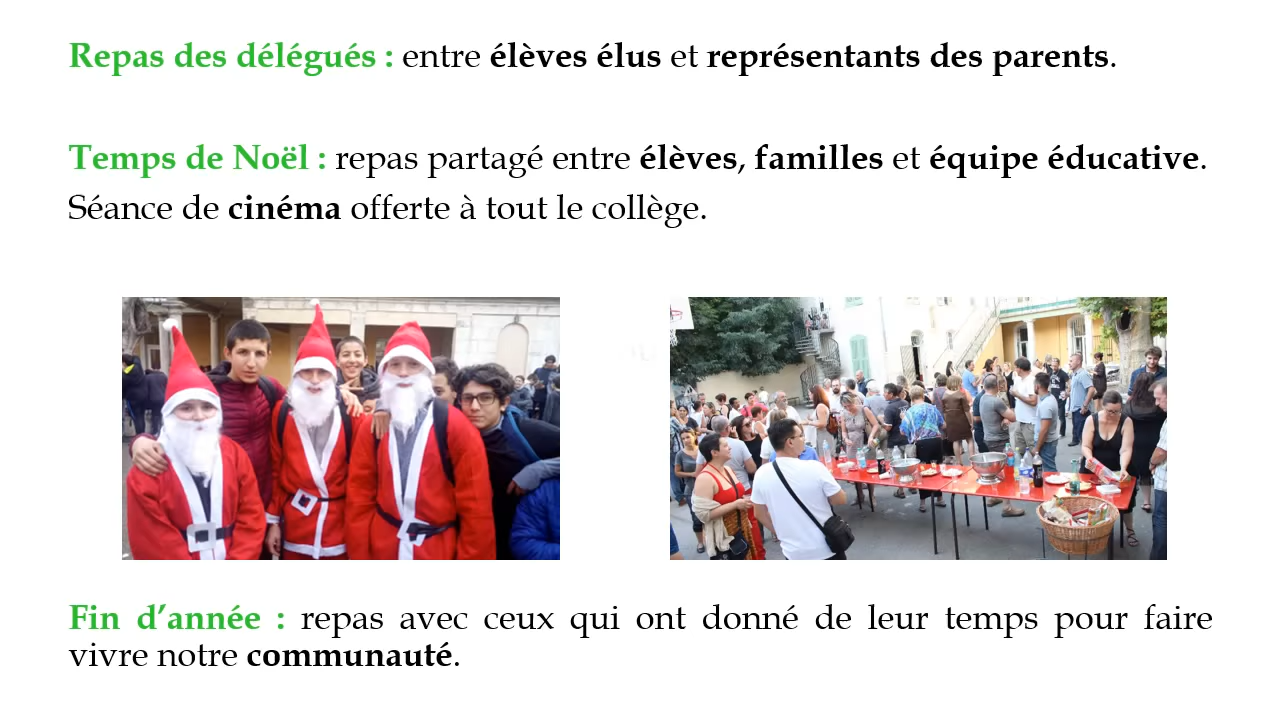 Repas des délégués : entre élèves élus et représentants des parents.
Temps de Noël : repas partagé entre élèves, familles et équipe éducative.
Séance de cinéma offerte à tout le collège.
Fin d’année : repas avec ceux qui ont donné de leur temps pour faire
vivre notre communauté.